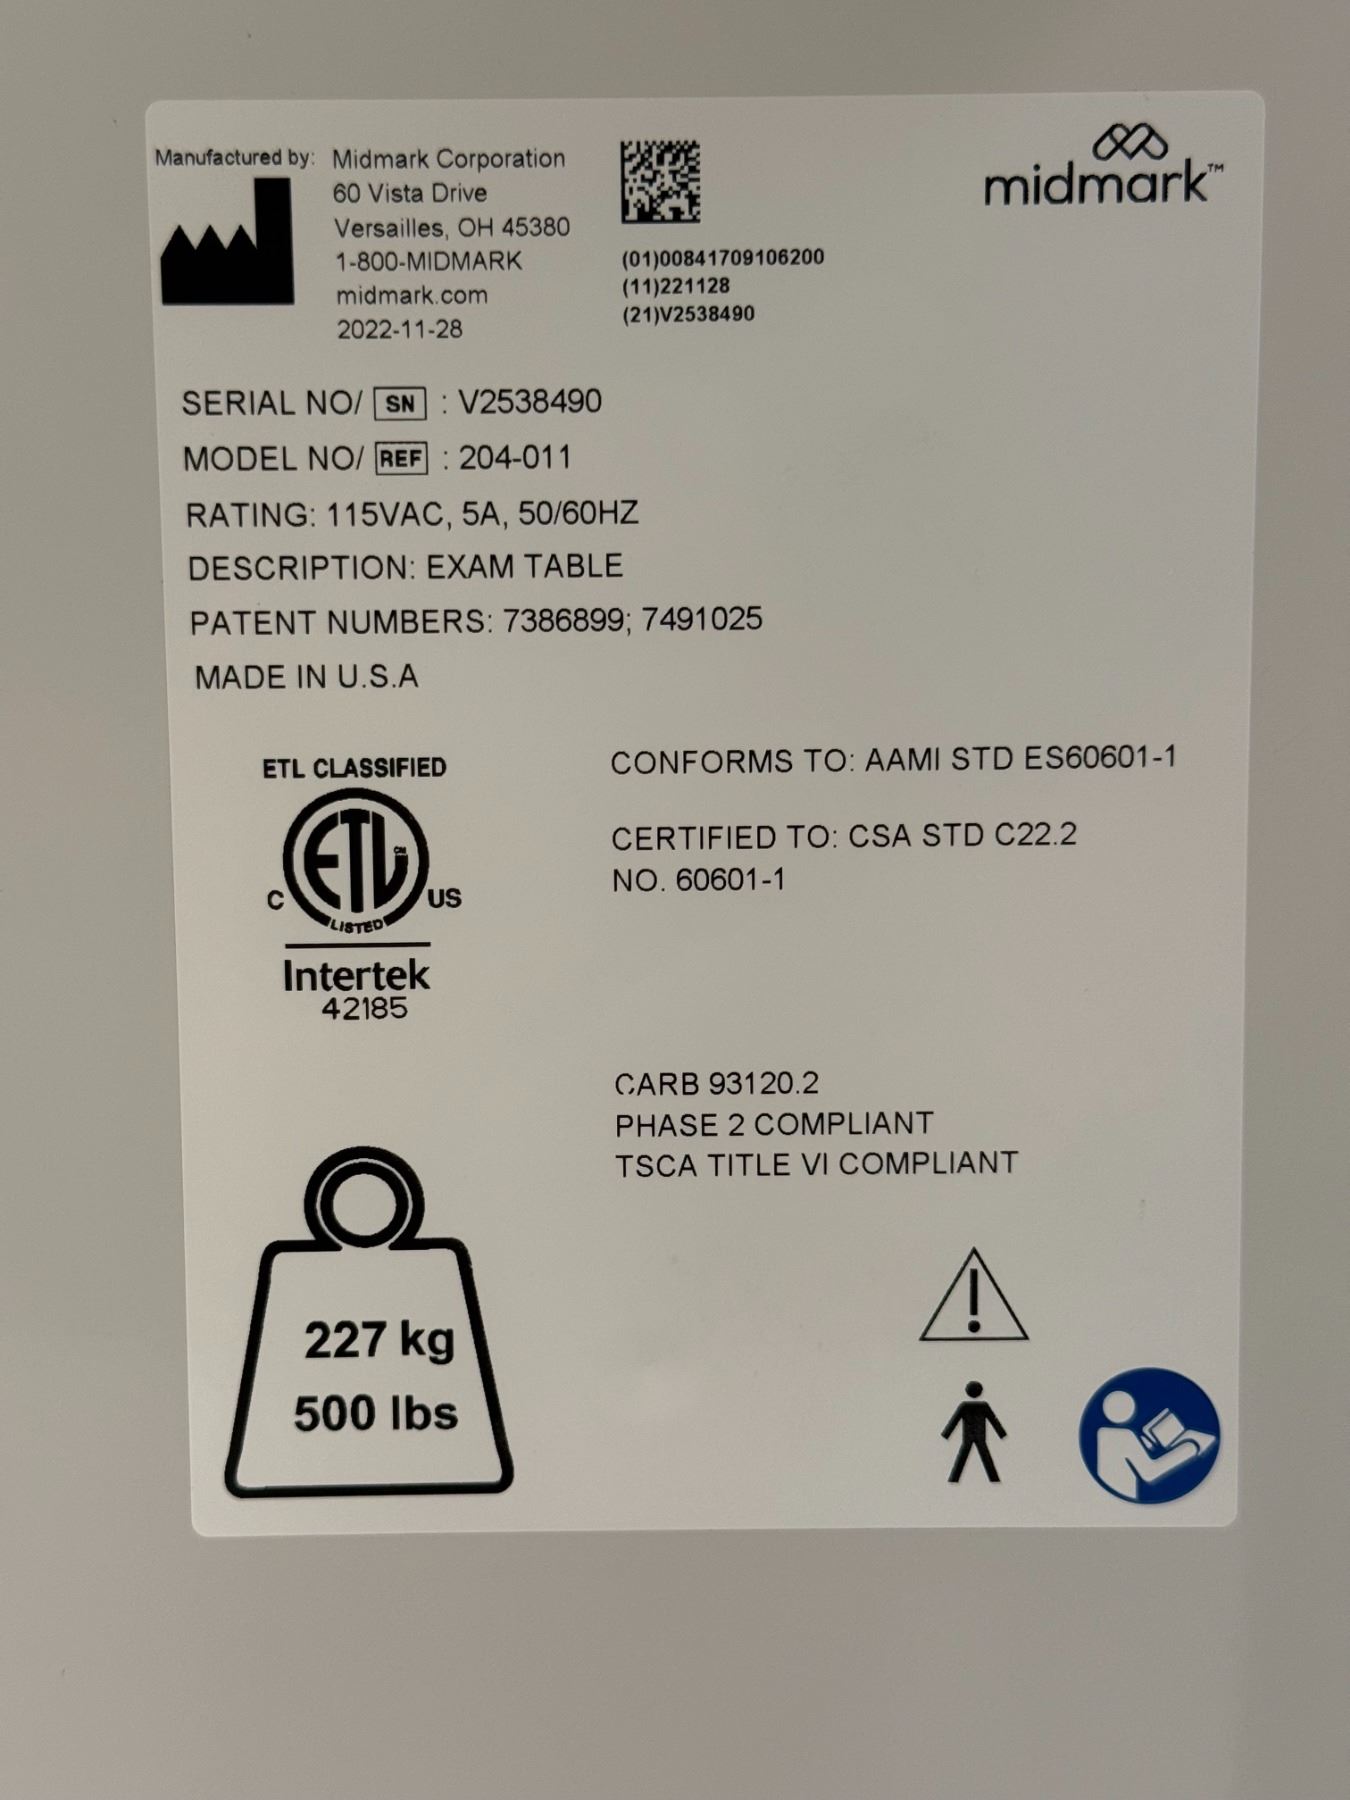 Manufactured by: Midmark Corporation
60 Vista Drive
Versailles, OH 45380
1-800-MIDMARK
midmark.com
2022-11-28
(01)00841709106200
(11)221128
(21)V2538490
midmark™
SERIAL NO/ SN : V2538490
MODEL NO/ REF : 204-011
RATING: 115VAC, 5A, 50/60HZ
DESCRIPTION: EXAM TABLE
PATENT NUMBERS: 7386899; 7491025
MADE IN U.S.A
ETL CLASSIFIED
ETL CM
C US
LISTED
Intertek
42185
CONFORMS TO: AAMI STD ES60601-1
CERTIFIED TO: CSA STD C22.2
NO. 60601-1
CARB 93120.2
PHASE 2 COMPLIANT
TSCA TITLE VI COMPLIANT
227 kg
500 lbs